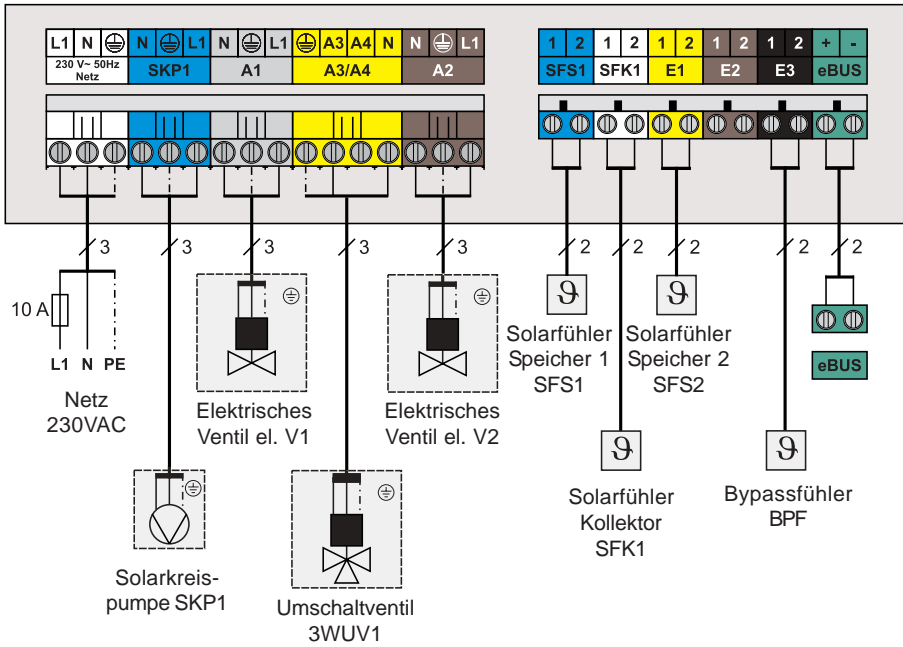 L1 N N L1 N L1 A3 A4 N N L1 1 2 1 2 1 2 1 2 1 2 + -
230 V~ 50Hz
Netz
SKP1 A1 A3/A4 A2 SFS1 SFK1 E1 E2 E3 eBUS
3 3 3 3 3 2 2 2 2 2
10 A
L1 N PE
Netz
230VAC
Elektrisches
Ventil el. V1
Elektrisches
Ventil el. V2
ϑ
Solarfühler
Speicher 1
SFS1
ϑ
Solarfühler
Speicher 2
SFS2
eBUS
Solarkreis-
pumpe SKP1
Umschaltventil
3WUV1
ϑ
Solarfühler
Kollektor
SFK1
ϑ
Bypassfühler
BPF